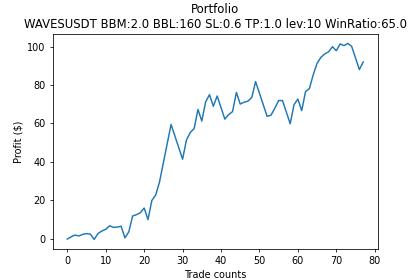 Portfolio
WAVESUSDT BBM:2.0 BBL:160 SL:0.6 TP:1.0 lev:10 WinRatio:65.0
100
80
60
40
20
0
Profit ($)
0 10 20 30 40 50 60 70 80
Trade counts